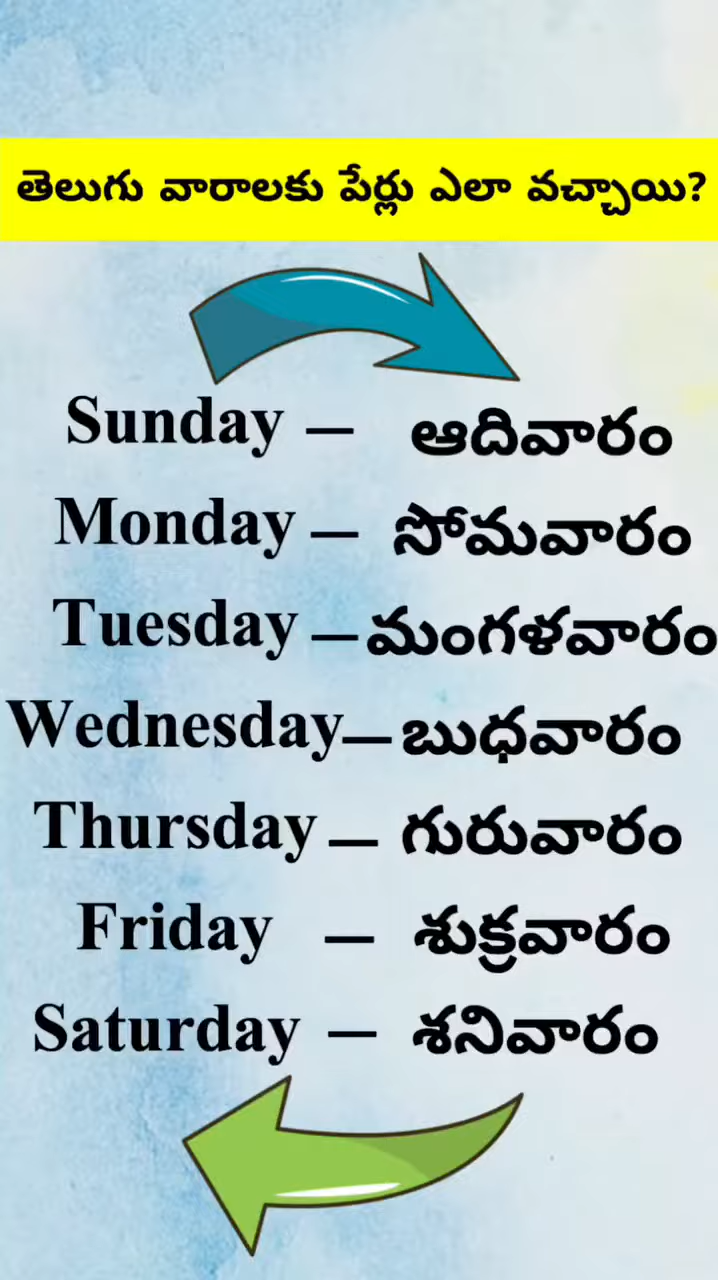 తెలుగు వారాలకు పేర్లు ఎలా వచ్చాయి?
Sunday – ఆదివారం
Monday – సోమవారం
Tuesday – మంగళవారం
Wednesday – బుధవారం
Thursday – గురువారం
Friday – శుక్రవారం
Saturday – శనివారం